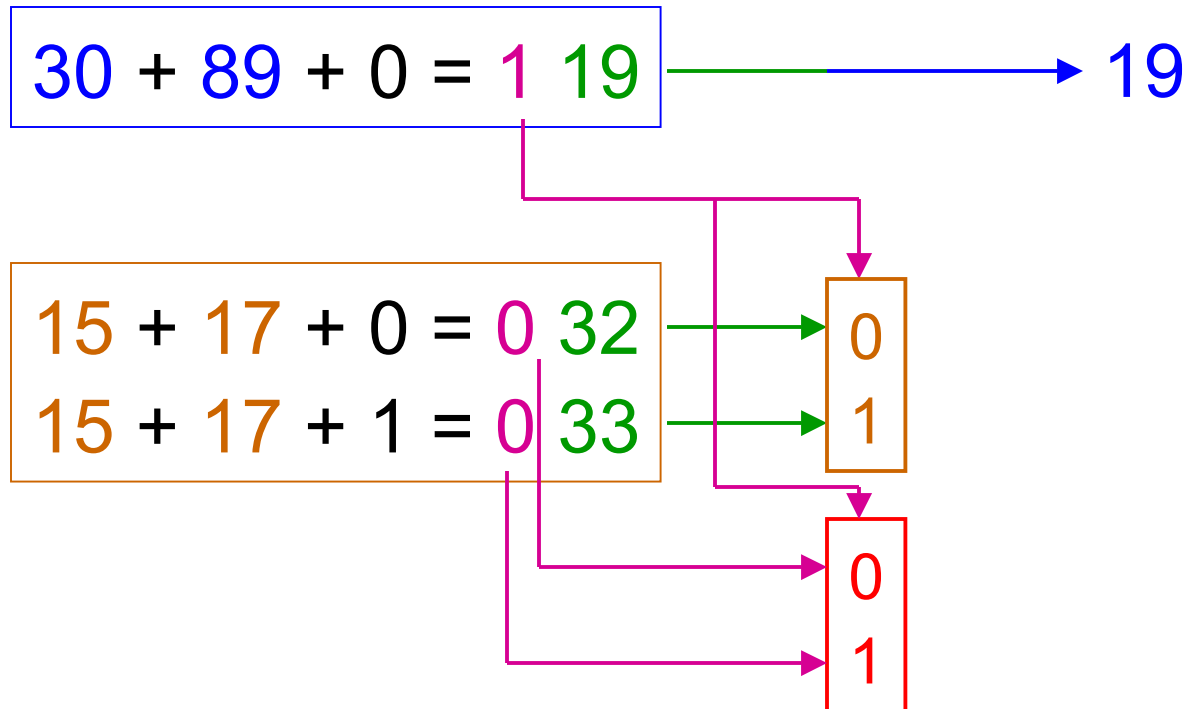 30 + 89 + 0 = 1 19
19
15 + 17 + 0 = 0 32
15 + 17 + 1 = 0 33
0
1
0
1